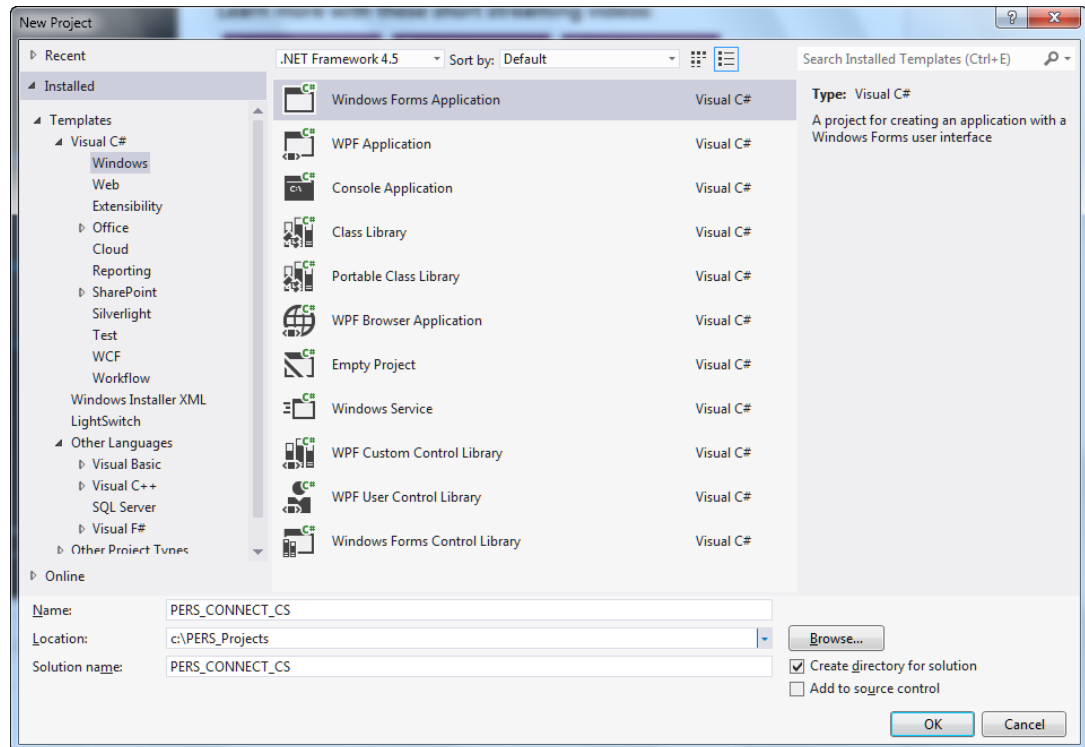 Learn more with these short streaming videos:
New Project
Recent
.NET Framework 4.5
Sort by: Default
Search Installed Templates (Ctrl+E)
Installed
Templates
Visual C#
Windows
Web
Extensibility
Office
Cloud
Reporting
SharePoint
Silverlight
Test
WCF
Workflow
Windows Installer XML
LightSwitch
Other Languages
Visual Basic
Visual C++
SQL Server
Visual F#
Other Project Types
Online
Windows Forms Application Visual C#
WPF Application Visual C#
Console Application Visual C#
Class Library Visual C#
Portable Class Library Visual C#
WPF Browser Application Visual C#
Empty Project Visual C#
Windows Service Visual C#
WPF Custom Control Library Visual C#
WPF User Control Library Visual C#
Windows Forms Control Library Visual C#
Type: Visual C#
A project for creating an application with a
Windows Forms user interface
Name: PERS_CONNECT_CS
Location: c:\PERS_Projects
Browse...
Solution name: PERS_CONNECT_CS
Create directory for solution
Add to source control
OK Cancel